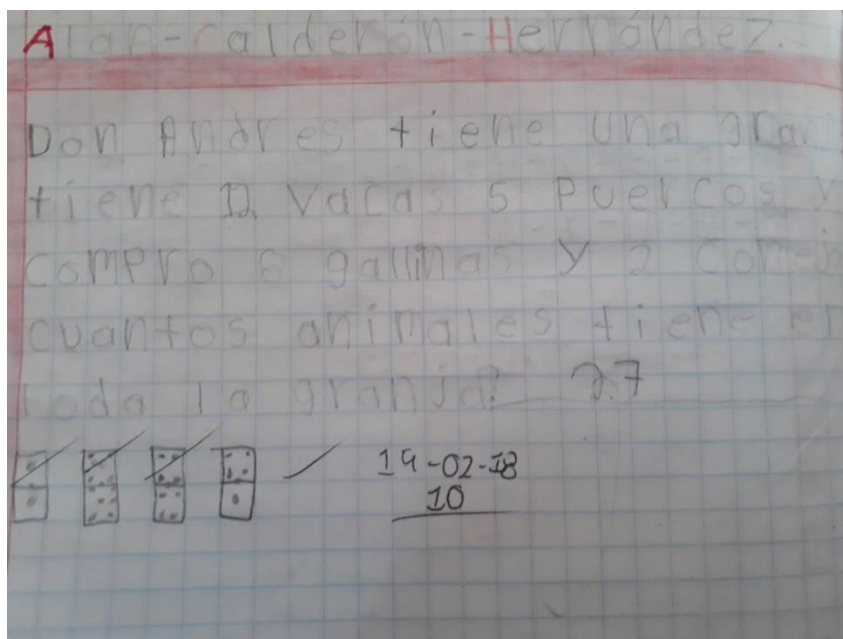 Alan-Calderón-Hernández.
Don Andres tiene una gran
tiene 12 vacas 5 puercos y
compro 8 gallinas y 2 conej
cuantos animales tiene en
toda la granja? 27
19-02-18
10